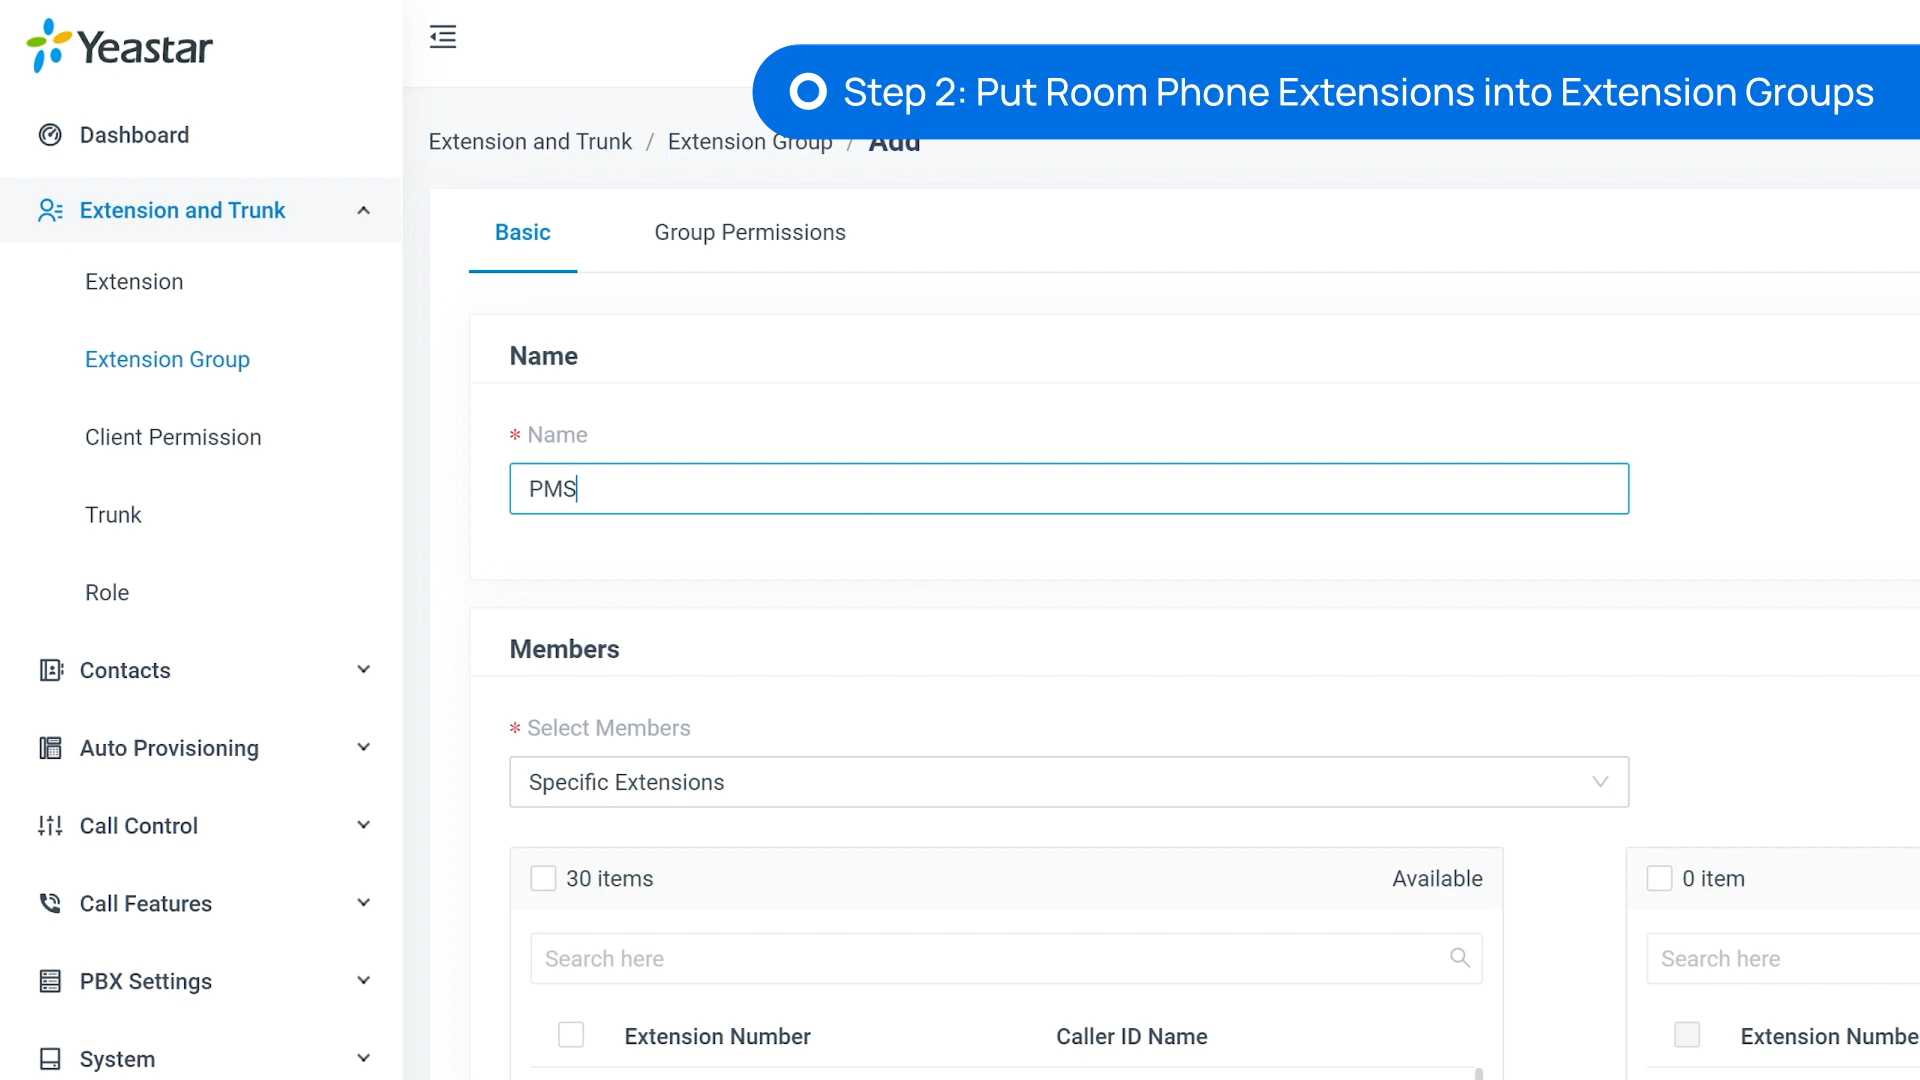 Yeastar
Step 2: Put Room Phone Extensions into Extension Groups
Dashboard
Extension and Trunk / Extension Group / Add
Extension and Trunk
Extension
Extension Group
Client Permission
Trunk
Role
Contacts
Auto Provisioning
Call Control
Call Features
PBX Settings
System
Basic
Group Permissions
Name
* Name
PMS
Members
* Select Members
Specific Extensions
30 items
Available
Search here
Extension Number
Caller ID Name
0 item
Search here
Extension Numbe